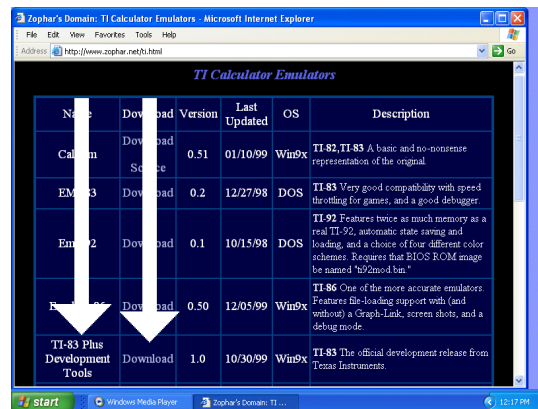 Zophar's Domain: TI Calculator Emulators - Microsoft Internet Explorer
File Edit View Favorites Tools Help
Address http://www.zophar.net/ti.html Go
TI Calculator Emulators
Version Last Updated OS Description
Download
0.51 01/10/99 Win9x TI-82,TI-83 A basic and no-nonsense
representation of the original.
Download 0.2 12/27/98 DOS TI-83 Very good compatibility with speed
throttling for games, and a good debugger.
Download 0.1 10/15/98 DOS TI-92 Features twice as much memory as a
real TI-92, automatic state saving and
loading, and a choice of four different color
schemes. Requires that BIOS ROM image
be named "ti92mod.bin."
Download 0.50 12/05/99 Win9x TI-86 One of the more accurate emulators.
Features file-loading support with (and
without) a Graph-Link, screen shots, and a
debug mode.
TI-83 Plus
Development
Tools
Download 1.0 10/30/99 Win9x TI-83 The official development release from
Texas Instruments.
start Windows Media Player Zophar's Domain: TI ... 12:17 PM